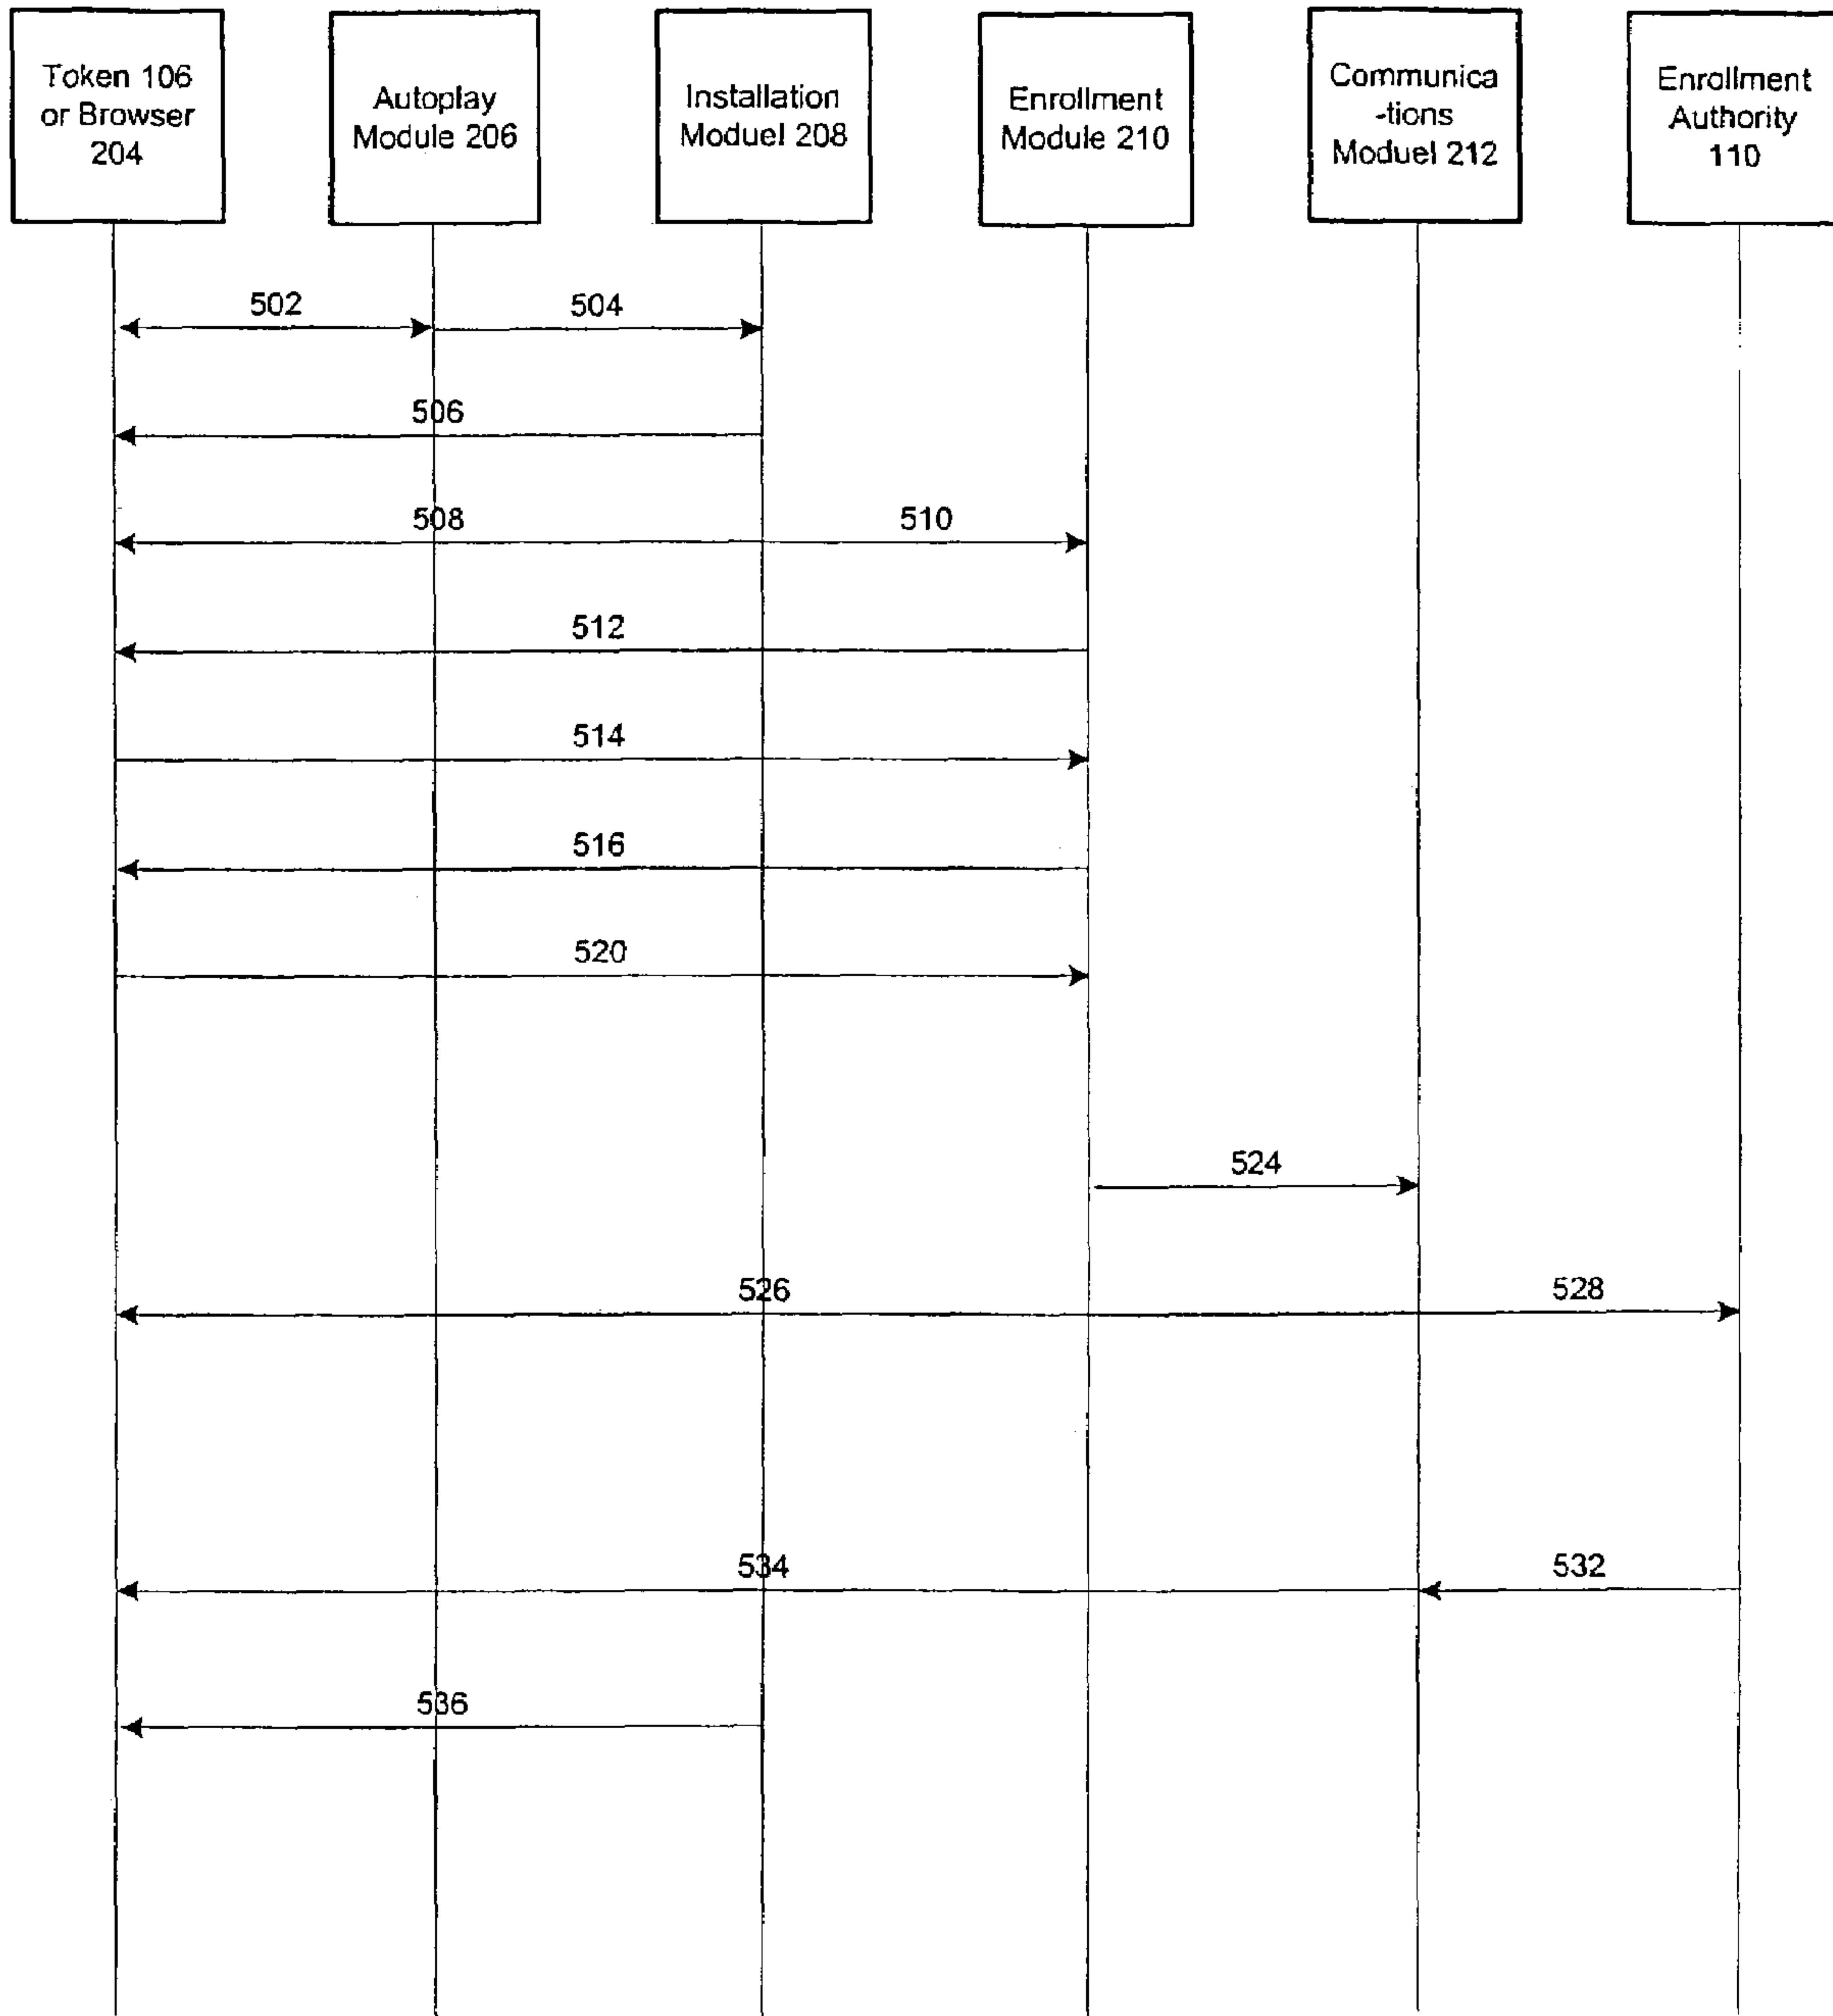 Token 106
or Browser
204
Autoplay
Module 206
Installation
Moduel 208
Enrollment
Module 210
Communica
-tions
Moduel 212
Enrollment
Authority
110
502
504
506
508
510
512
514
516
520
524
526
528
534
532
536